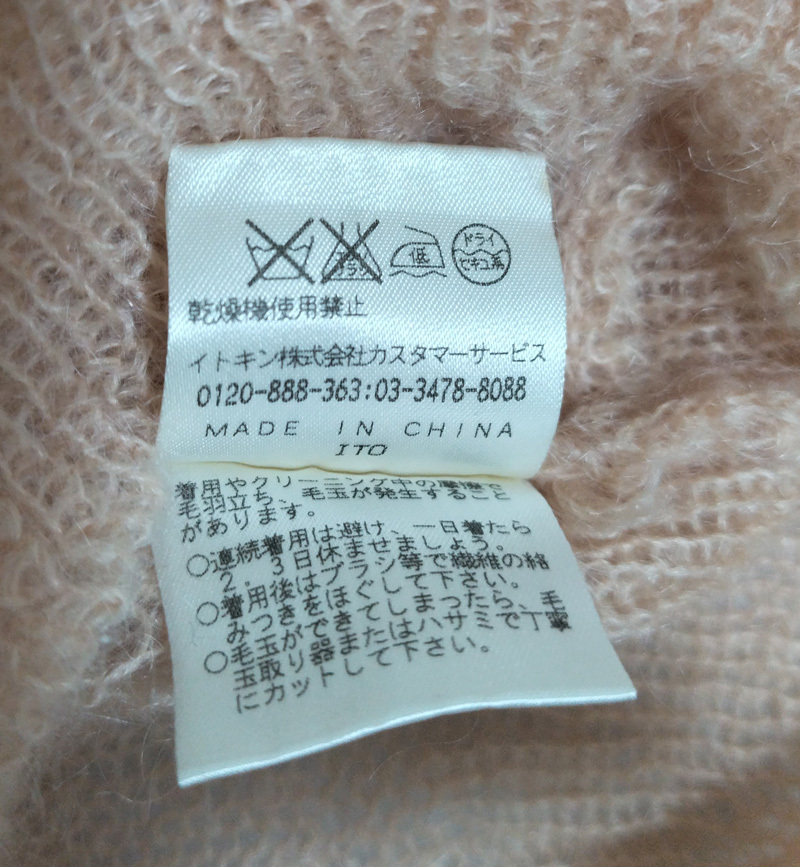 低 ドライ
セキユ系
乾燥機使用禁止
イトキン株式会社カスタマーサービス
0120-888-363:03-3478-8088
MADE IN CHINA
ITO
着用やクリーニング中の摩擦で
毛羽立ち、毛玉が発生すること
があります。
○連続着用は避け、一日着たら
2．3日休ませましょう。
○着用後はブラシ等で繊維の絡
みつきをほぐして下さい。
○毛玉ができてしまったら、毛
玉取り器またはハサミで丁寧
にカットして下さい。